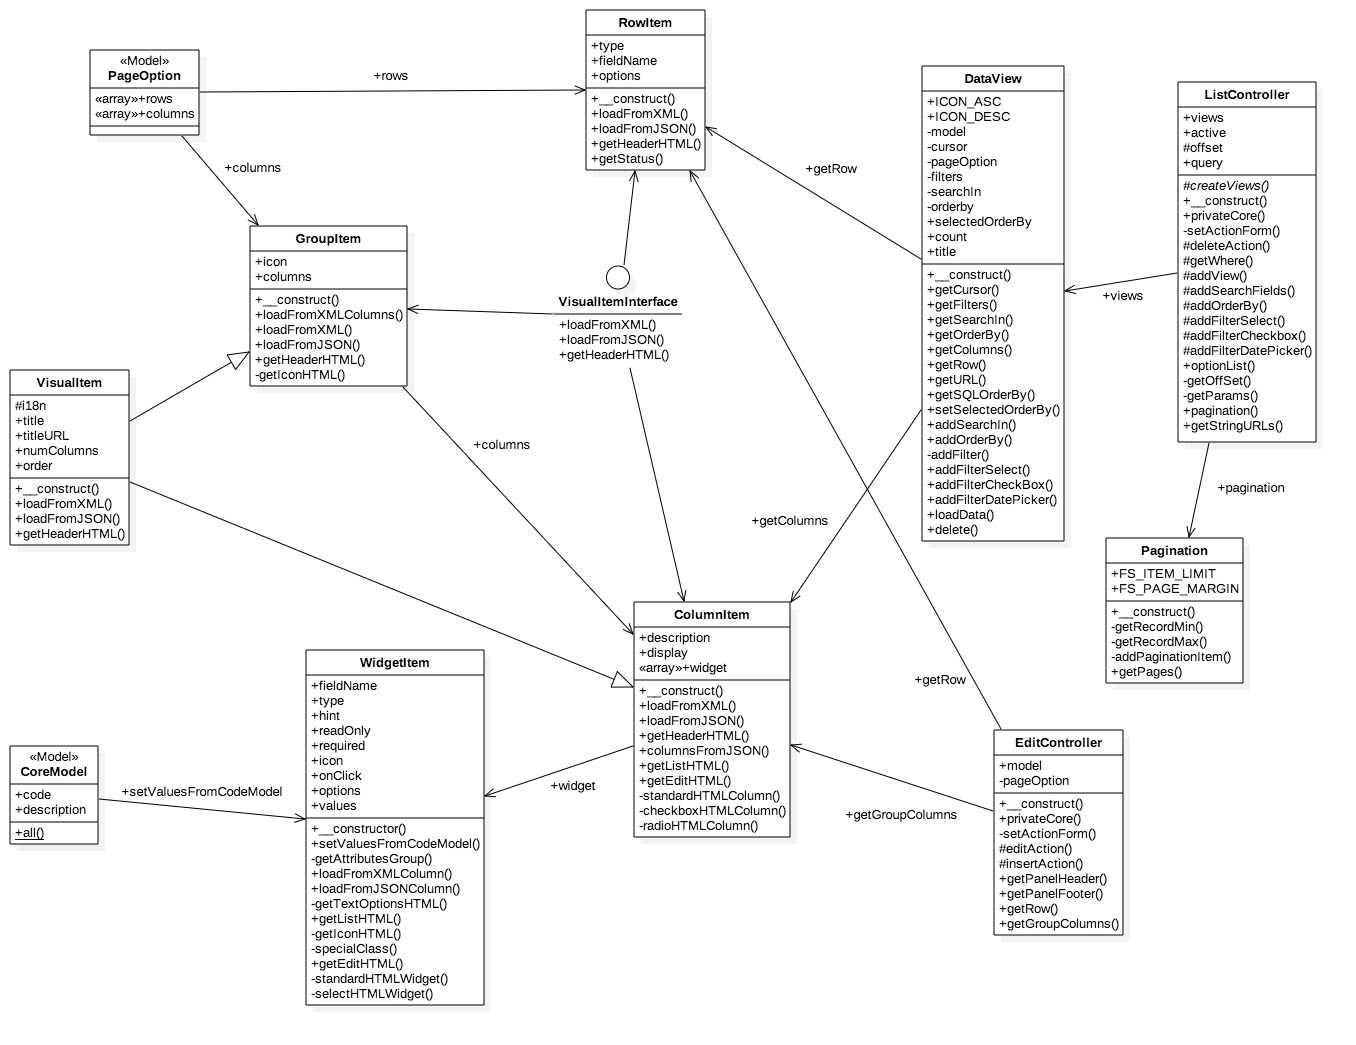 «Model»
PageOption
«array»+rows
«array»+columns
+rows
+columns
RowItem
+type
+fieldName
+options
+__construct()
+loadFromXML()
+loadFromJSON()
+getHeaderHTML()
+getStatus()
DataView
+ICON_ASC
+ICON_DESC
-model
-cursor
-pageOption
-filters
-searchIn
-orderby
+selectedOrderBy
+count
+title
+__construct()
+getCursor()
+getFilters()
+getSearchIn()
+getOrderBy()
+getColumns()
+getRow()
+getURL()
+getSQLOrderBy()
+setSelectedOrderBy()
+addSearchIn()
+addOrderBy()
-addFilter()
+addFilterSelect()
+addFilterCheckBox()
+addFilterDatePicker()
+loadData()
+delete()
+getRow
+getColumns
ListController
+views
+active
#offset
+query
#createViews()
+__construct()
+privateCore()
-setActionForm()
#deleteAction()
#getWhere()
#addView()
#addSearchFields()
#addOrderBy()
#addFilterSelect()
#addFilterCheckbox()
#addFilterDatePicker()
+optionList()
-getOffSet()
-getParams()
+pagination()
+getStringURLs()
+views
+pagination
GroupItem
+icon
+columns
+__construct()
+loadFromXMLColumns()
+loadFromXML()
+loadFromJSON()
+getHeaderHTML()
-getIconHTML()
+columns
VisualItemInterface
+loadFromXML()
+loadFromJSON()
+getHeaderHTML()
VisualItem
#i18n
+title
+titleURL
+numColumns
+order
+__construct()
+loadFromXML()
+loadFromJSON()
+getHeaderHTML()
Pagination
+FS_ITEM_LIMIT
+FS_PAGE_MARGIN
+__construct()
-getRecordMin()
-getRecordMax()
-addPaginationItem()
+getPages()
ColumnItem
+description
+display
«array»+widget
+__construct()
+loadFromXML()
+loadFromJSON()
+getHeaderHTML()
+columnsFromJSON()
+getListHTML()
+getEditHTML()
-standardHTMLColumn()
-checkboxHTMLColumn()
-radioHTMLColumn()
+widget
WidgetItem
+fieldName
+type
+hint
+readOnly
+required
+icon
+onClick
+options
+values
+__constructor()
+setValuesFromCodeModel()
-getAttributesGroup()
+loadFromXMLColumn()
+loadFromJSONColumn()
-getTextOptionsHTML()
+getListHTML()
-getIconHTML()
-specialClass()
+getEditHTML()
-standardHTMLWidget()
-selectHTMLWidget()
«Model»
CoreModel
+code
+description
+all()
+setValuesFromCodeModel
+getRow
+getGroupColumns
EditController
+model
-pageOption
+__construct()
+privateCore()
-setActionForm()
#editAction()
#insertAction()
+getPanelHeader()
+getPanelFooter()
+getRow()
+getGroupColumns()